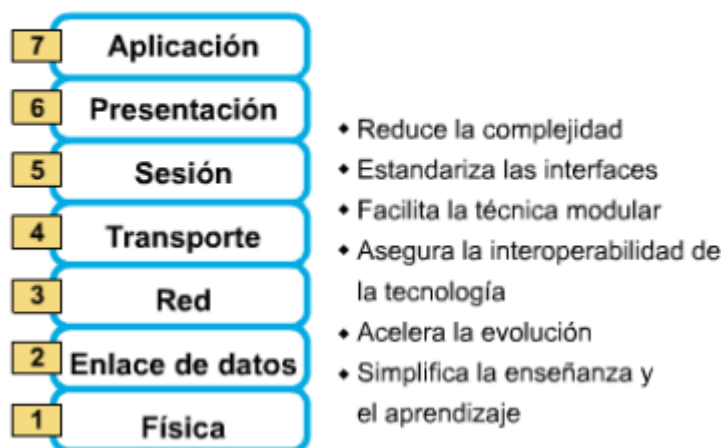 7 Aplicación
6 Presentación
5 Sesión
4 Transporte
3 Red
2 Enlace de datos
1 Física
◆ Reduce la complejidad
◆ Estandariza las interfaces
◆ Facilita la técnica modular
◆ Asegura la interoperabilidad de
la tecnología
◆ Acelera la evolución
◆ Simplifica la enseñanza y
el aprendizaje